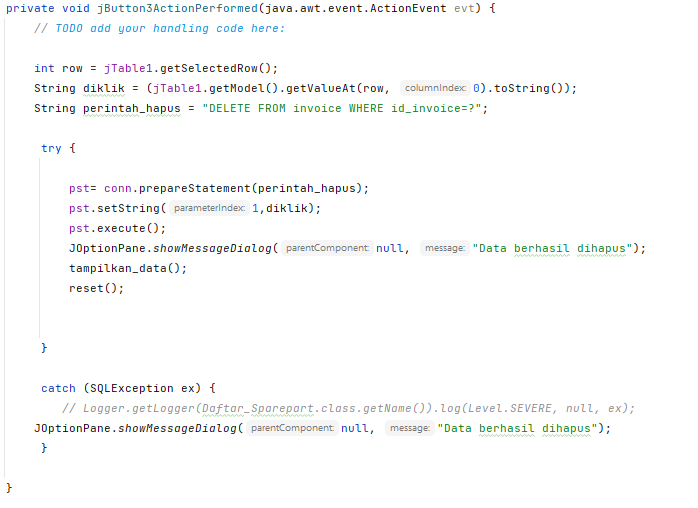 private void jButton3ActionPerformed(java.awt.event.ActionEvent evt) {
// TODO add your handling code here:
int row = jTable1.getSelectedRow();
String diklik = (jTable1.getModel().getValueAt(row, columnIndex: 0).toString());
String perintah_hapus = "DELETE FROM invoice WHERE id_invoice=?";
try {
pst= conn.prepareStatement(perintah_hapus);
pst.setString( parameterIndex: 1,diklik);
pst.execute();
JOptionPane.showMessageDialog( parentComponent: null, message: "Data berhasil dihapus");
tampilkan_data();
reset();
}
catch (SQLException ex) {
// Logger.getLogger(Daftar_Sparepart.class.getName()).log(Level.SEVERE, null, ex);
JOptionPane.showMessageDialog( parentComponent: null, message: "Data berhasil dihapus");
}
}